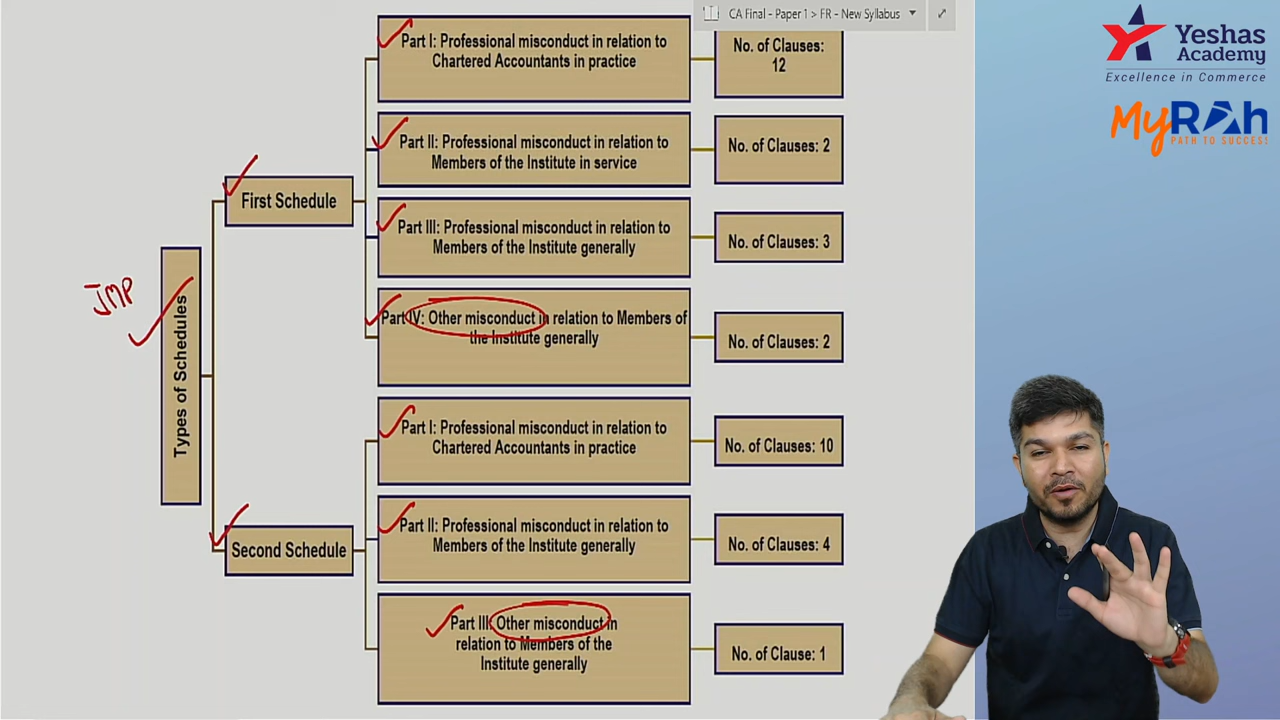 CA Final - Paper 1 > FR - New Syllabus
Yeshas
Academy
Excellence in Commerce
MyRAh
PATH TO SUCCESS
JMP
Types of Schedules
First Schedule
Part I: Professional misconduct in relation to
Chartered Accountants in practice
No. of Clauses:
12
Part II: Professional misconduct in relation to
Members of the Institute in service
No. of Clauses: 2
Part III: Professional misconduct in relation to
Members of the Institute generally
No. of Clauses: 3
Part IV: Other misconduct in relation to Members of
the Institute generally
No. of Clauses: 2
Second Schedule
Part I: Professional misconduct in relation to
Chartered Accountants in practice
No. of Clauses: 10
Part II: Professional misconduct in relation to
Members of the Institute generally
No. of Clauses: 4
Part III: Other misconduct in
relation to Members of the
Institute generally
No. of Clause: 1